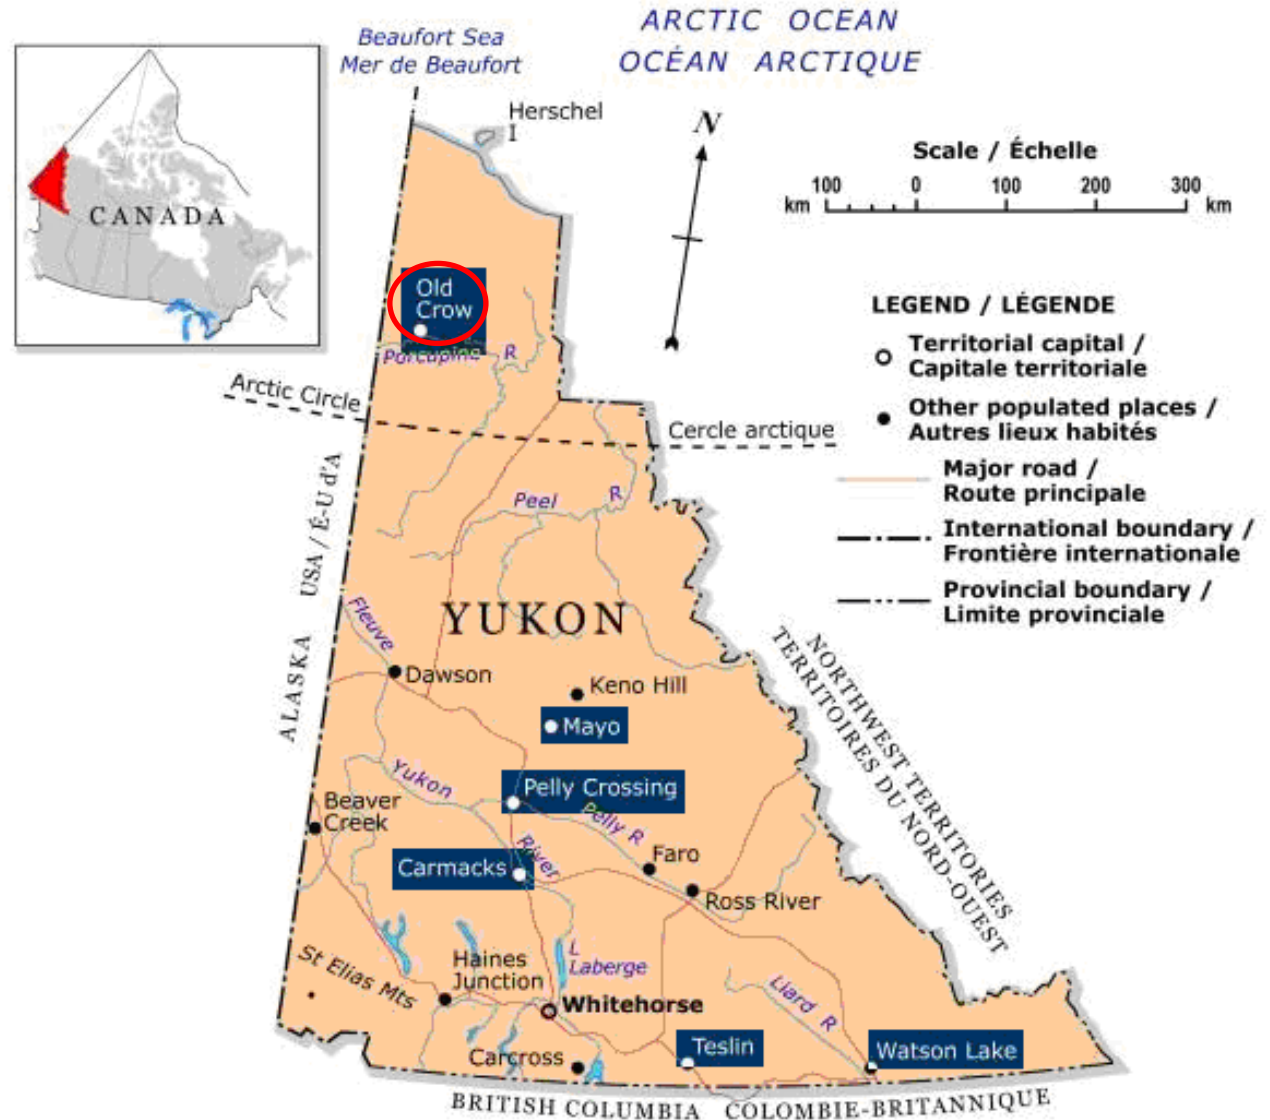 ARCTIC OCEAN
OCÉAN ARCTIQUE
Beaufort Sea
Mer de Beaufort
Herschel
I
N
CANADA
Scale / Échelle
100 0 100 200 300
km km
Old
Crow
Porcupine R
Arctic Circle
Cercle arctique
LEGEND / LÉGENDE
Territorial capital /
Capitale territoriale
Other populated places /
Autres lieux habités
Major road /
Route principale
International boundary /
Frontière internationale
Provincial boundary /
Limite provinciale
ALASKA USA / É-U d'A
Peel R
YUKON
Fleuve
Dawson
Keno Hill
Mayo
NORTHWEST TERRITORIES
TERRITOIRES DU NORD-OUEST
Yukon
River
Pelly Crossing
Pelly R
Beaver
Creek
Carmacks
Faro
Ross River
St Elias Mts
Haines
Junction
L
Laberge
Whitehorse
Liard R
Carcross
Teslin
Watson Lake
BRITISH COLUMBIA COLOMBIE-BRITANNIQUE